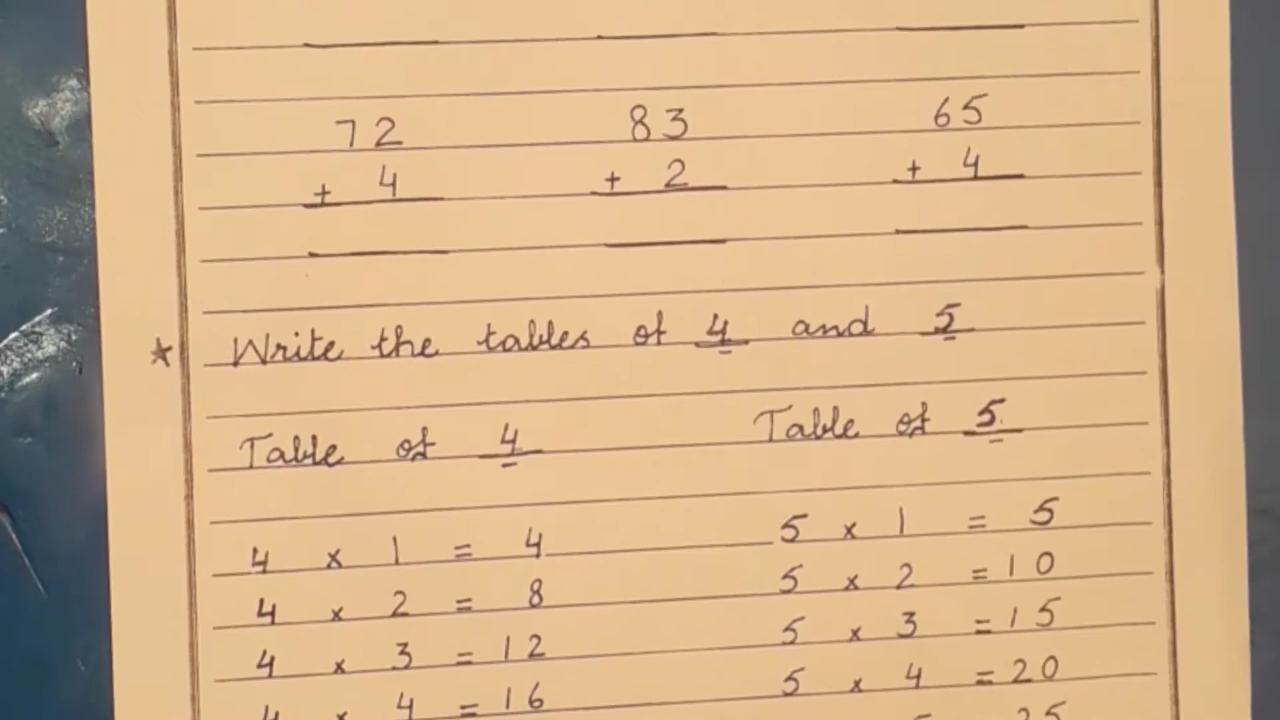 72 83 65
+ 4 + 2 + 4
* Write the tables of 4 and 5
Table of 4 Table of 5
4 x 1 = 4 5 x 1 = 5
4 x 2 = 8 5 x 2 = 10
4 x 3 = 12 5 x 3 = 15
4 x 4 = 16 5 x 4 = 20
25